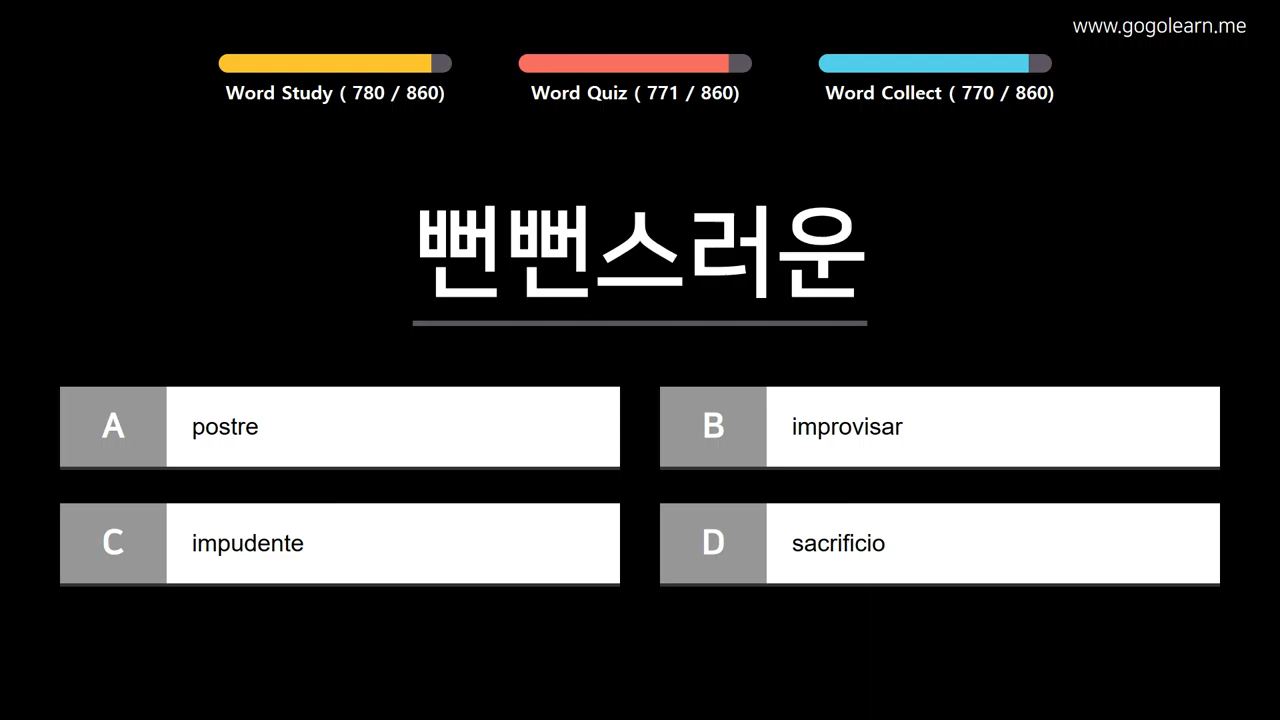 www.gogolearn.me
Word Study ( 780 / 860)
Word Quiz ( 771 / 860)
Word Collect ( 770 / 860)
뻔뻔스러운
A postre
B improvisar
C impudente
D sacrificio